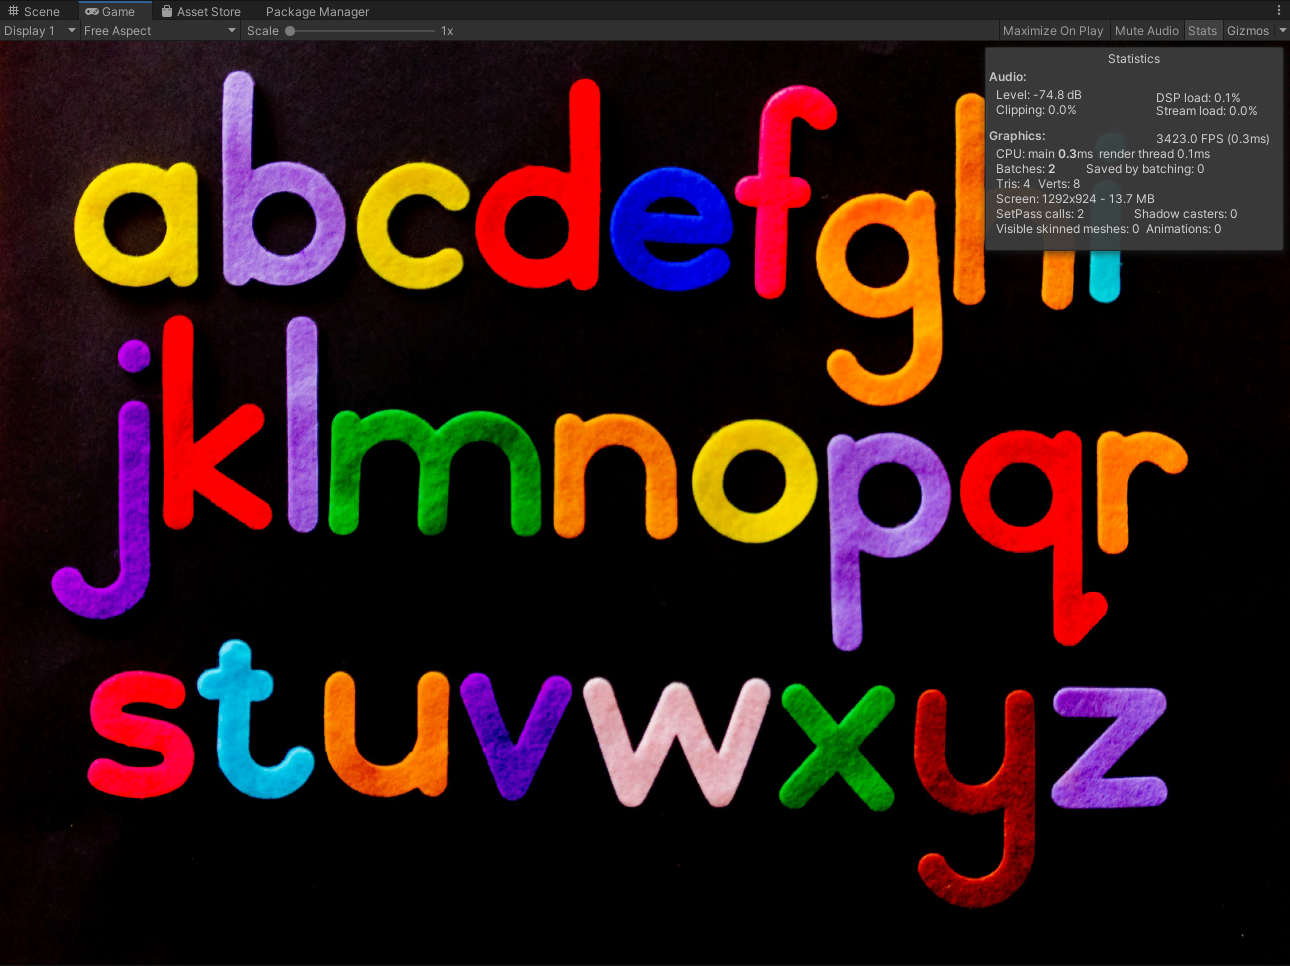 Scene Game Asset Store Package Manager
Display 1 Free Aspect Scale 1x Maximize On Play Mute Audio Stats Gizmos
Statistics
Audio:
Level: -74.8 dB DSP load: 0.1%
Clipping: 0.0% Stream load: 0.0%
Graphics: 3423.0 FPS (0.3ms)
CPU: main 0.3ms render thread 0.1ms
Batches: 2 Saved by batching: 0
Tris: 4 Verts: 8
Screen: 1292x924 - 13.7 MB
SetPass calls: 2 Shadow casters: 0
Visible skinned meshes: 0 Animations: 0
a b c d e f g h i
j k l m n o p q r
s t u v w x y z